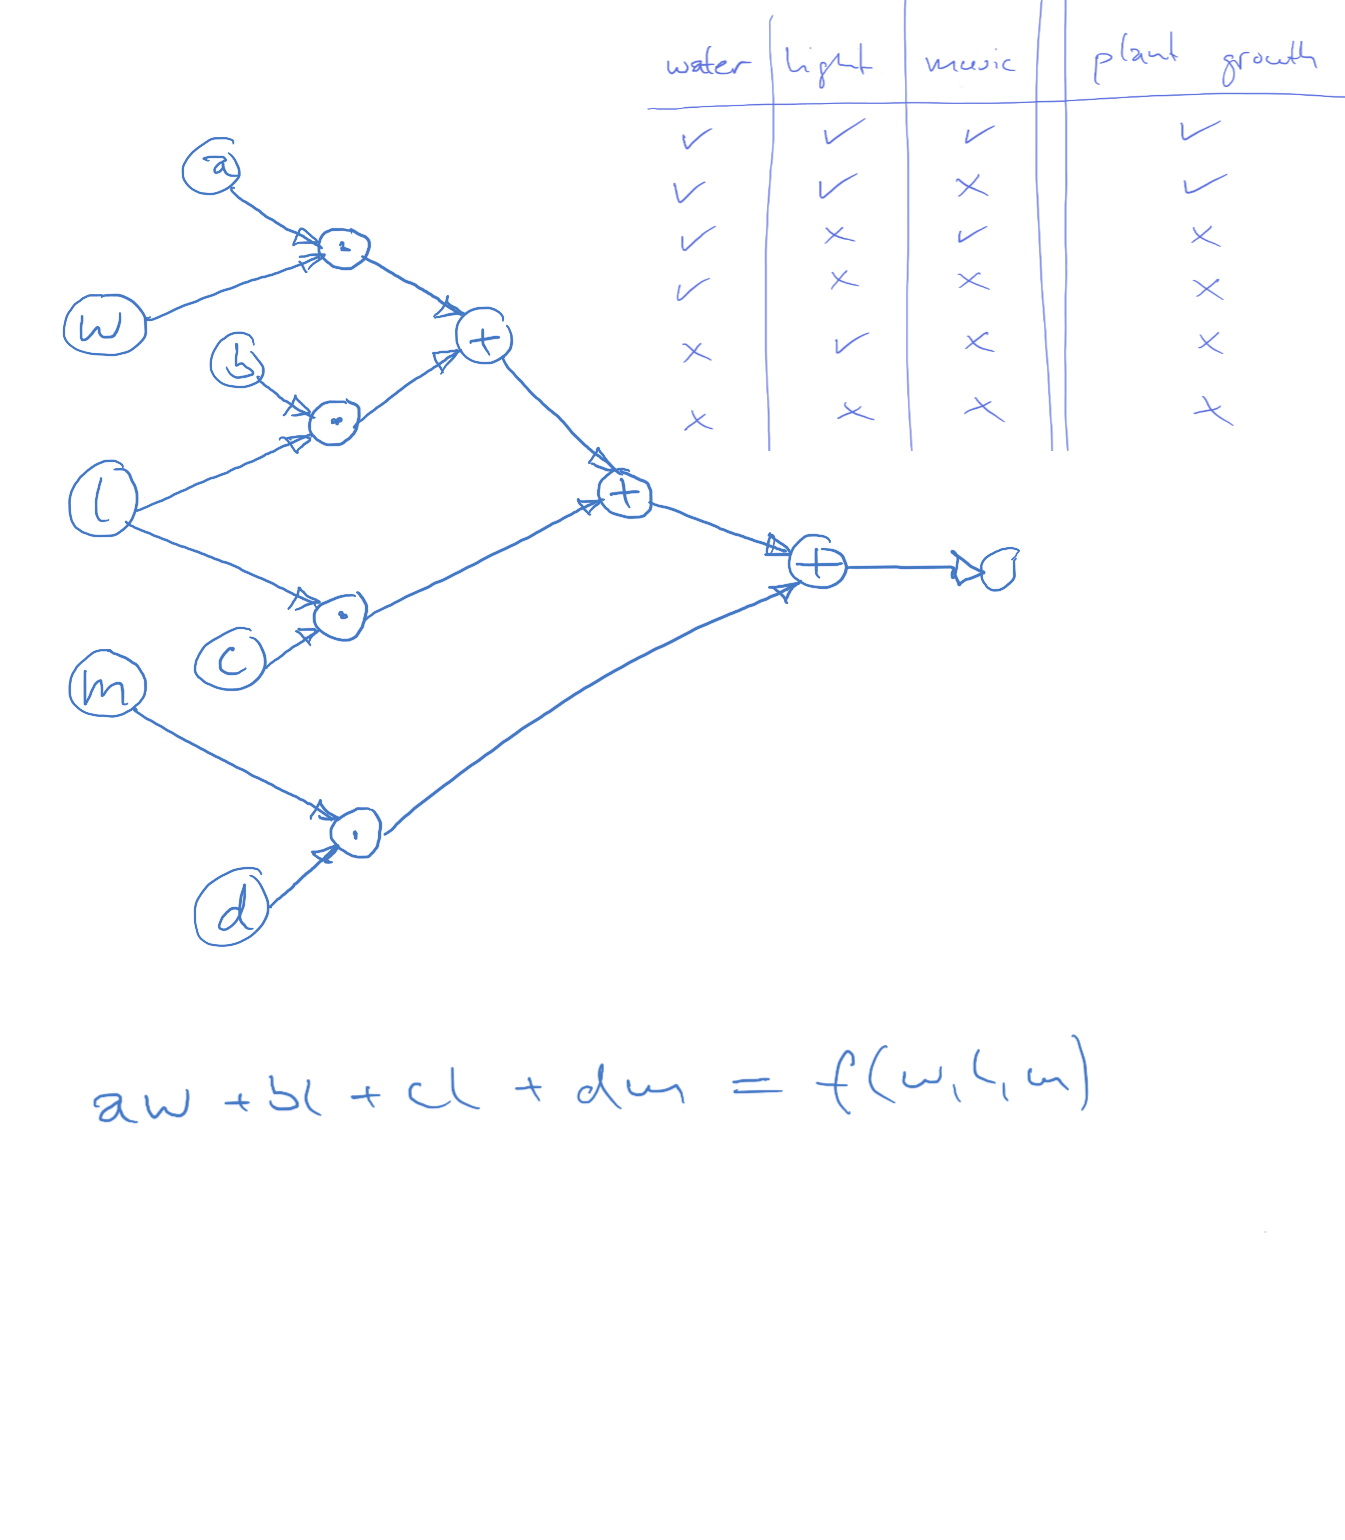 water light music plant growth
✓ ✓ ✓ ✓
✓ ✓ × ✓
✓ × ✓ ×
✓ × × ×
× ✓ × ×
× × × ×
a
·
w
+
b
·
l
+
+
·
c
m
·
d
aw + bl + cl + dm = f(w, l, m)